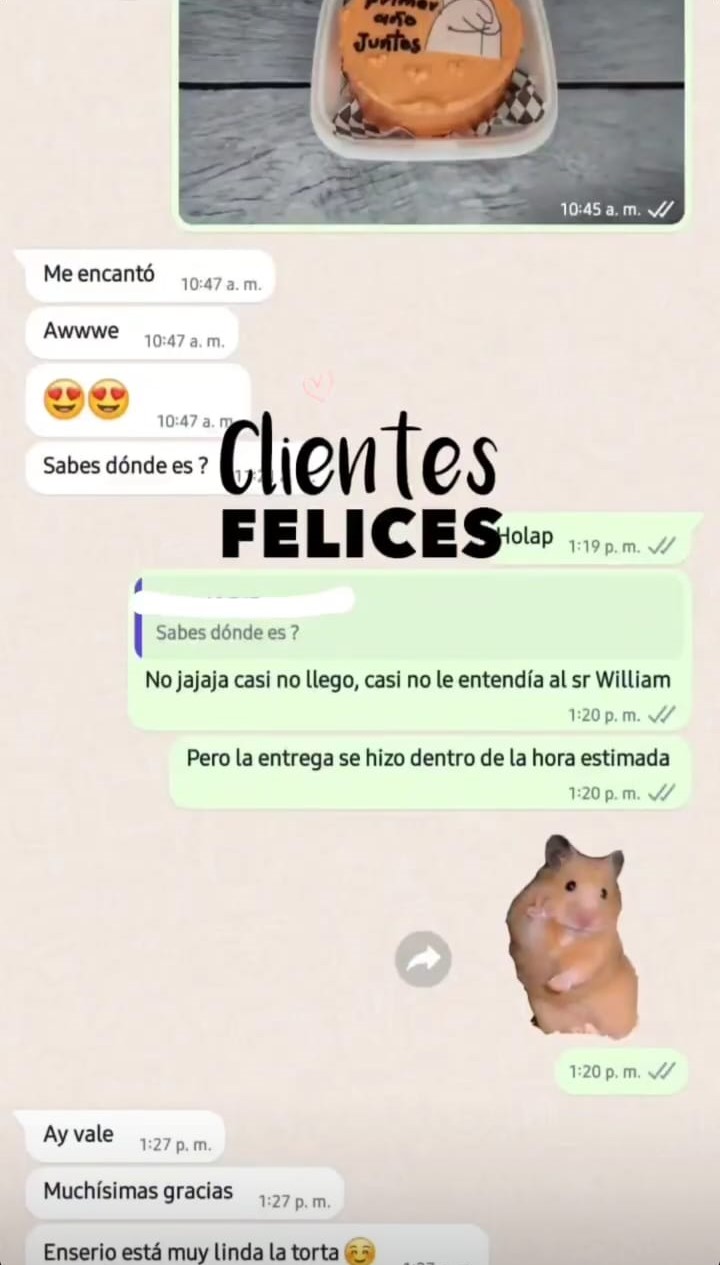 primer
año
Juntos
10:45 a. m.
Me encantó 10:47 a. m.
Awwwe 10:47 a. m.
😍😍 10:47 a. m.
Sabes dónde es ?
Clientes
FELICES
Holap 1:19 p. m.
Sabes dónde es ?
No jajaja casi no llego, casi no le entendía al sr William
1:20 p. m.
Pero la entrega se hizo dentro de la hora estimada
1:20 p. m.
1:20 p. m.
Ay vale 1:27 p. m.
Muchísimas gracias 1:27 p. m.
Enserio está muy linda la torta ☺️